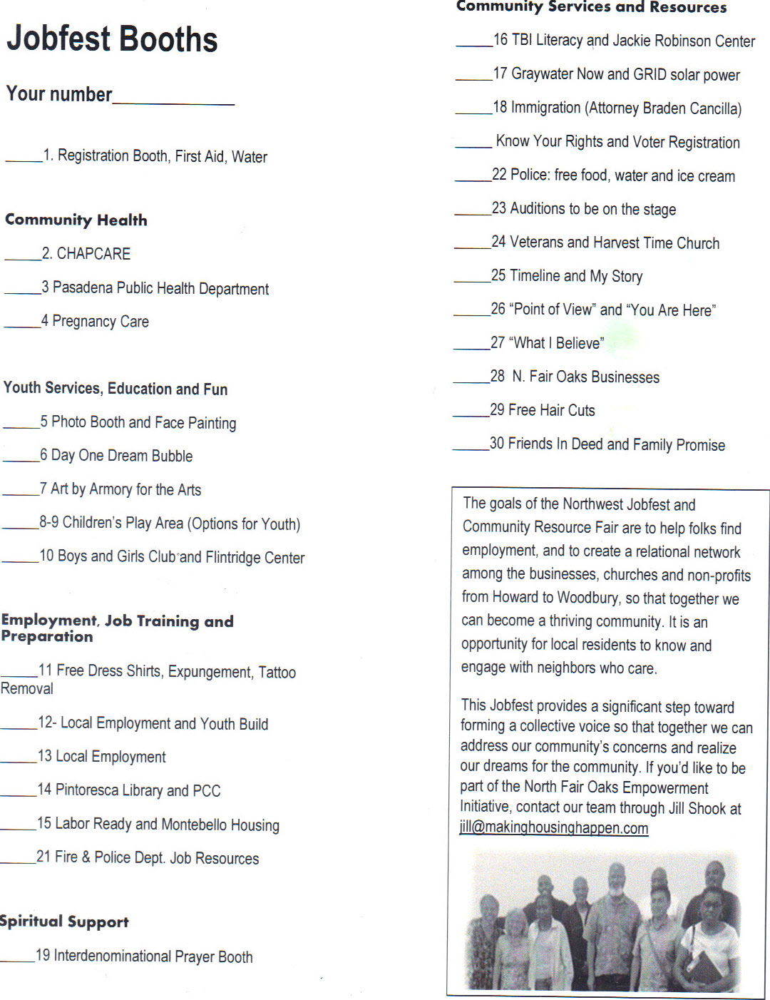 Jobfest Booths
Your number____________
_____1. Registration Booth, First Aid, Water
Community Health
_____2. CHAPCARE
_____3 Pasadena Public Health Department
_____4 Pregnancy Care
Youth Services, Education and Fun
_____5 Photo Booth and Face Painting
_____6 Day One Dream Bubble
_____7 Art by Armory for the Arts
_____8-9 Children's Play Area (Options for Youth)
_____10 Boys and Girls Club and Flintridge Center
Employment, Job Training and
Preparation
_____11 Free Dress Shirts, Expungement, Tattoo
Removal
_____12- Local Employment and Youth Build
_____13 Local Employment
_____14 Pintoresca Library and PCC
_____15 Labor Ready and Montebello Housing
_____21 Fire & Police Dept. Job Resources
Spiritual Support
_____19 Interdenominational Prayer Booth
Community Services and Resources
_____16 TBI Literacy and Jackie Robinson Center
_____17 Graywater Now and GRID solar power
_____18 Immigration (Attorney Braden Cancilla)
_____ Know Your Rights and Voter Registration
_____22 Police: free food, water and ice cream
_____23 Auditions to be on the stage
_____24 Veterans and Harvest Time Church
_____25 Timeline and My Story
_____26 “Point of View” and “You Are Here”
_____27 “What I Believe”
_____28  N. Fair Oaks Businesses
_____29 Free Hair Cuts
_____30 Friends In Deed and Family Promise
The goals of the Northwest Jobfest and
Community Resource Fair are to help folks find
employment, and to create a relational network
among the businesses, churches and non-profits
from Howard to Woodbury, so that together we
can become a thriving community. It is an
opportunity for local residents to know and
engage with neighbors who care.
This Jobfest provides a significant step toward
forming a collective voice so that together we can
address our community's concerns and realize
our dreams for the community. If you'd like to be
part of the North Fair Oaks Empowerment
Initiative, contact our team through Jill Shook at
jill@makinghousinghappen.com